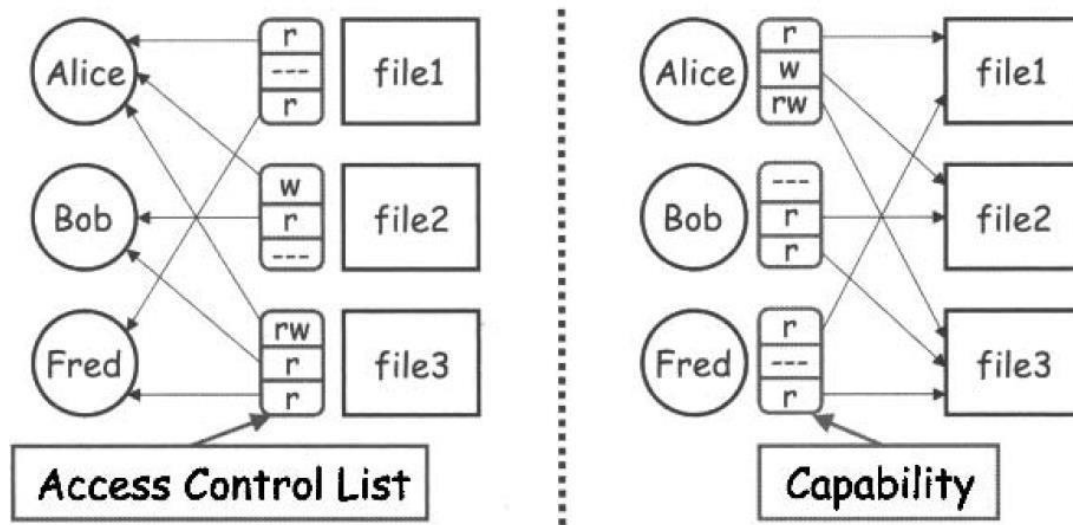 Alice
r
---
r
file1
Bob
w
r
---
file2
Fred
rw
r
r
file3
Access Control List
Alice
r
w
rw
file1
Bob
---
r
r
file2
Fred
r
---
r
file3
Capability